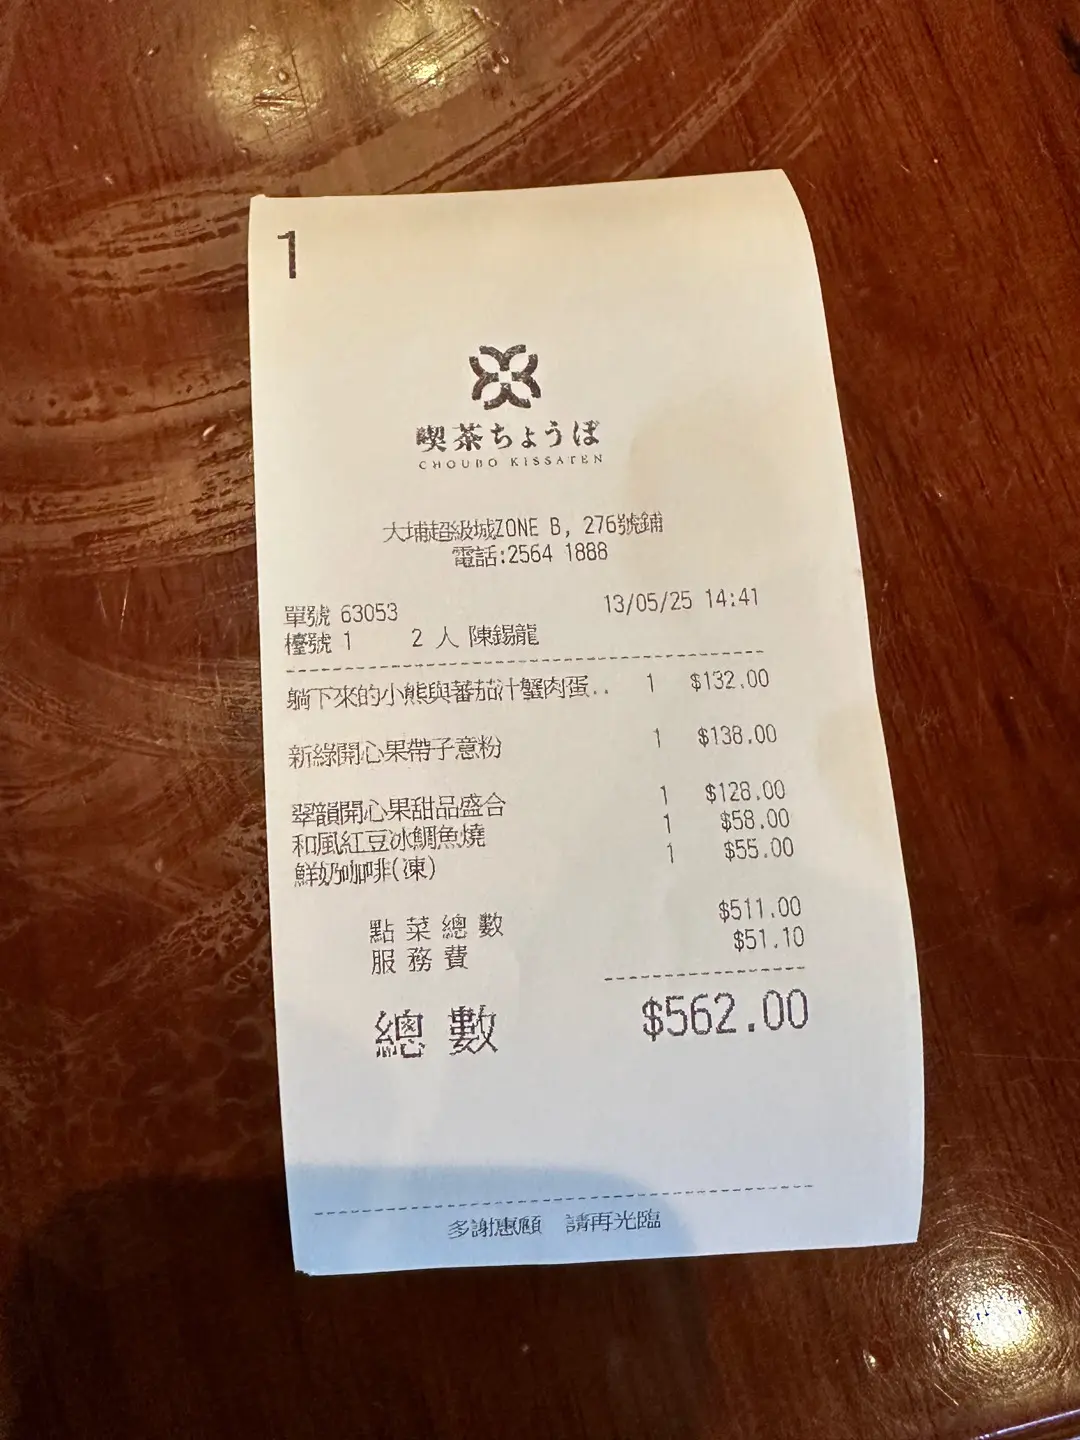 1
喫茶ちょうぼ
CHOUBO KISSATEN
大埔超級城ZONE B, 276號鋪
電話:2564 1888
單號 63053 13/05/25 14:41
檯號 1 2 人 陳錫龍
躺下來的小熊與蕃茄汁蟹肉蛋.. 1 $132.00
新綠開心果帶子意粉 1 $138.00
翠韻開心果甜品盛合 1 $128.00
和風紅豆冰鯛魚燒 1 $58.00
鮮奶咖啡(凍) 1 $55.00
點菜總數 $511.00
服務費 $51.10
總數 $562.00
多謝惠顧 請再光臨